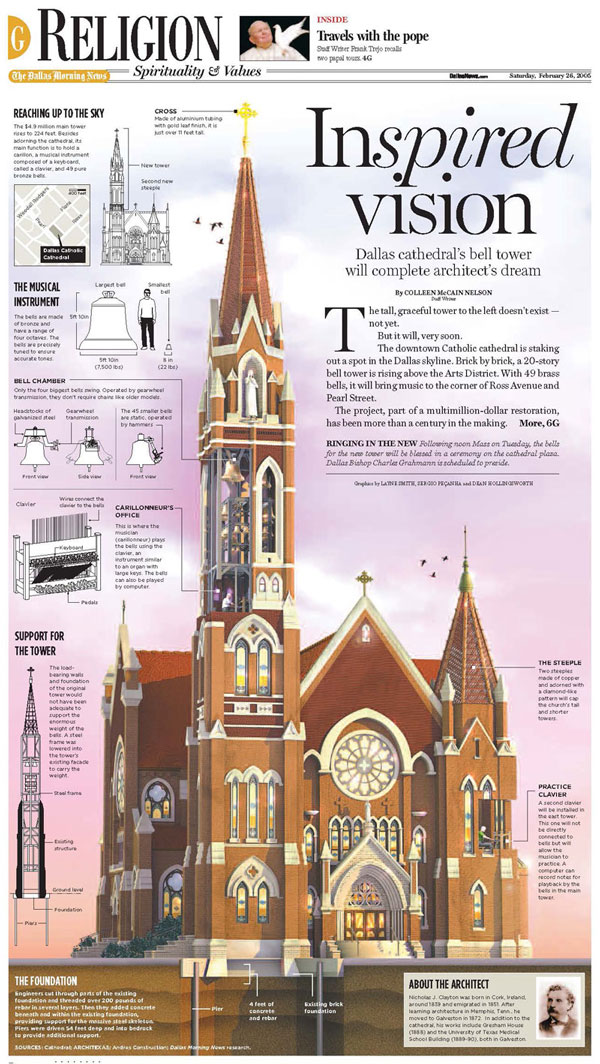 G
RELIGION
INSIDE
Travels with the pope
Staff Writer Frank Trejo recalls
two papal tours. 4G
The Dallas Morning News
Spirituality & Values
DallasNews.com
Saturday, February 26, 2005
REACHING UP TO THE SKY
The $4.9 million main tower
rises to 224 feet. Besides
adorning the cathedral, its
main function is to hold a
carillon, a musical instrument
composed of a keyboard,
called a clavier, and 49 pure
bronze bells.
400 feet
Woodall Rodgers
Pearl
Flora
Ross
Dallas Catholic
Cathedral
CROSS
Made of aluminium tubing
with gold leaf finish, it is
just over 11 feet tall.
New tower
Second new
steeple
Inspired
vision
Dallas cathedral's bell tower
will complete architect's dream
By COLLEEN McCAIN NELSON
Staff Writer
The tall, graceful tower to the left doesn't exist —
not yet.
But it will, very soon.
The downtown Catholic cathedral is staking
out a spot in the Dallas skyline. Brick by brick, a 20-story
bell tower is rising above the Arts District. With 49 brass
bells, it will bring music to the corner of Ross Avenue and
Pearl Street.
The project, part of a multimillion-dollar restoration,
has been more than a century in the making. More, 6G
RINGING IN THE NEW Following noon Mass on Tuesday, the bells
for the new tower will be blessed in a ceremony on the cathedral plaza.
Dallas Bishop Charles Grahmann is scheduled to preside.
Graphics by LAYNE SMITH, SERGIO PEÇANHA and DEAN HOLLINGSWORTH
THE MUSICAL
INSTRUMENT
The bells are made
of bronze and
have a range of
four octaves. The
bells are precisely
tuned to ensure
accurate tones.
Largest bell
Smallest
bell
5ft 10in
5ft 10in
(7,500 lbs)
8 in
(22 lbs)
BELL CHAMBER
Only the four biggest bells swing. Operated by gearwheel
transmission, they don't require chains like older models.
Headstocks of
galvanized steel
Gearwheel
transmission
The 45 smaller bells
are static, operated
by hammers
Front view
Side view
Front view
Clavier
Wires connect the
clavier to the bells
Keyboard
Pedals
CARILLONNEUR'S
OFFICE
This is where the
musician
(carillonneur) plays
the bells using the
clavier, an
instrument similar
to an organ with
large keys. The bells
can also be played
by computer.
SUPPORT FOR
THE TOWER
The load-
bearing walls
and foundation
of the original
tower would
not have been
adequate to
support the
enormous
weight of the
bells. A steel
frame was
lowered into
the tower's
existing facade
to carry the
weight.
Steel frame
Existing
structure
Ground level
Foundation
Piers
THE STEEPLE
Two steeples
made of copper
and adorned with
a diamond-like
pattern will cap
the church's tall
and shorter
towers.
PRACTICE
CLAVIER
A second clavier
will be installed in
the east tower.
This one will not
be directly
connected to
bells but will
allow the
musician to
practice. A
computer can
record notes for
playback by the
bells in the main
tower.
THE FOUNDATION
Engineers cut through parts of the existing
foundation and threaded over 200 pounds of
rebar in several layers. Then they added concrete
beneath and within the existing foundation,
providing support for the massive steel skeleton.
Piers were driven 54 feet deep and into bedrock
to provide additional support.
SOURCES: Cathedral; ARCHITEXAS; Andres Construction; Dallas Morning News research.
Pier
4 feet of
concrete
and rebar
Existing brick
foundation
ABOUT THE ARCHITECT
Nicholas J. Clayton was born in Cork, Ireland,
around 1839 and emigrated in 1851. After
learning architecture in Memphis, Tenn., he
moved to Galveston in 1872. In addition to the
cathedral, his works include Gresham House
(1885) and the University of Texas Medical
School Building (1889-90), both in Galveston.